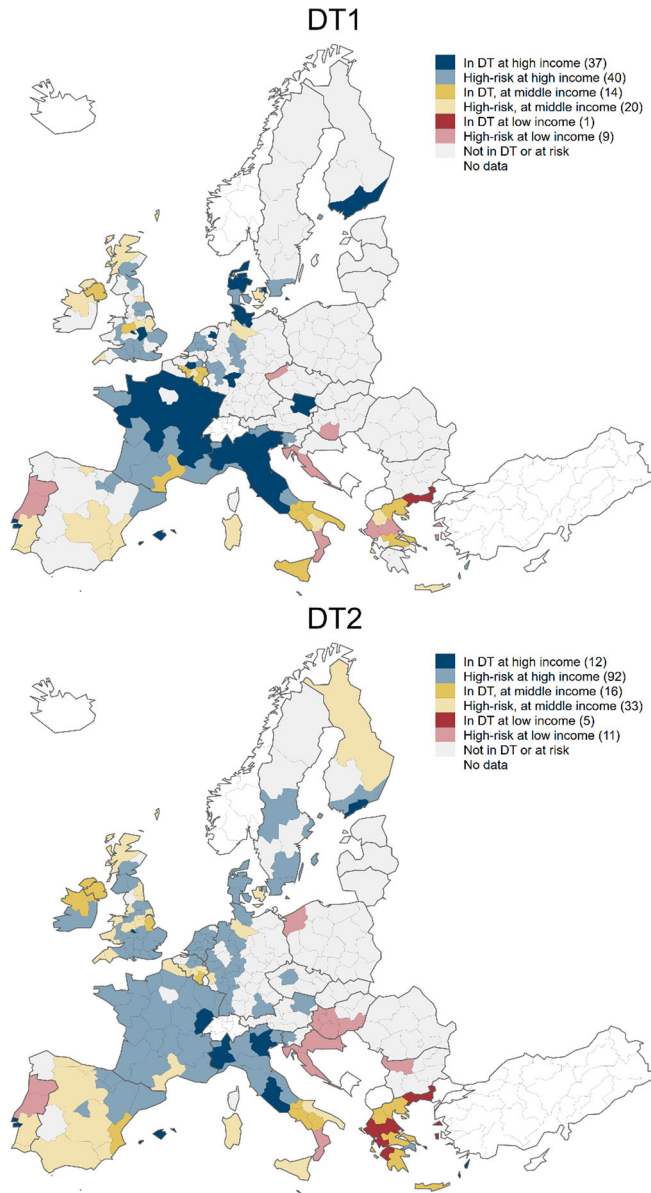 DT1
In DT at high income (37)
High-risk at high income (40)
In DT, at middle income (14)
High-risk, at middle income (20)
In DT at low income (1)
High-risk at low income (9)
Not in DT or at risk
No data
DT2
In DT at high income (12)
High-risk at high income (92)
In DT, at middle income (16)
High-risk, at middle income (33)
In DT at low income (5)
High-risk at low income (11)
Not in DT or at risk
No data